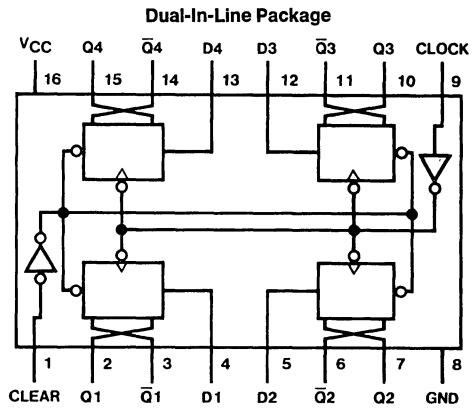 Dual-In-Line Package
VCC Q4 Q̅4 D4 D3 Q̅3 Q3 CLOCK
16 15 14 13 12 11 10 9
1 2 3 4 5 6 7 8
CLEAR Q1 Q̅1 D1 D2 Q̅2 Q2 GND